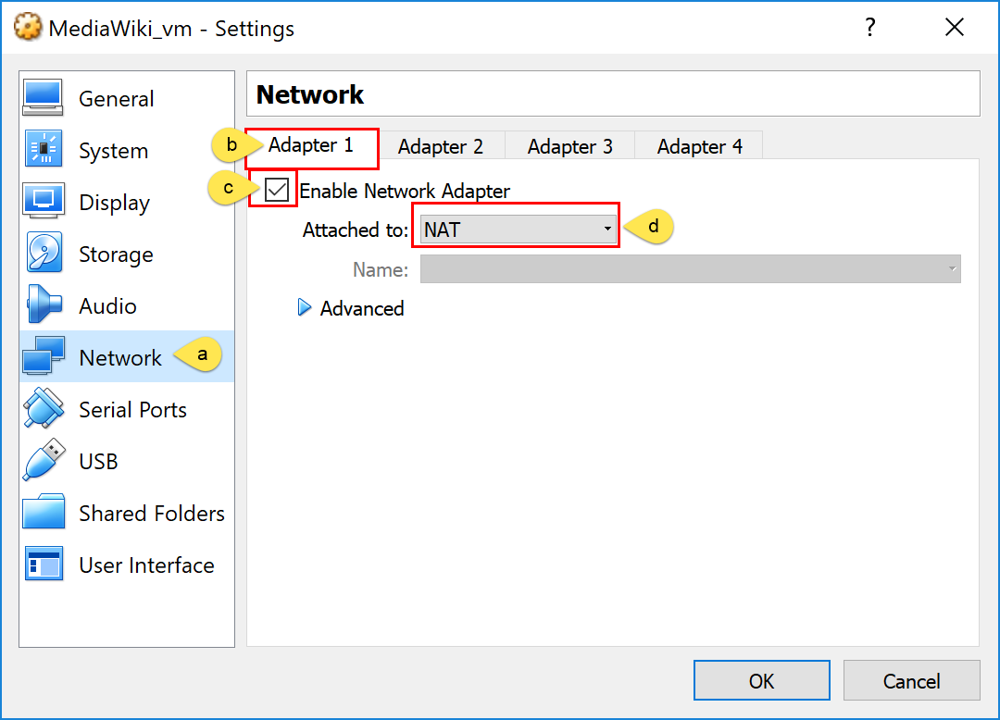 MediaWiki_vm - Settings
?
General
System
Display
Storage
Audio
Network
a
Serial Ports
USB
Shared Folders
User Interface
Network
b
Adapter 1
Adapter 2
Adapter 3
Adapter 4
c
Enable Network Adapter
Attached to: NAT
d
Name:
Advanced
OK
Cancel